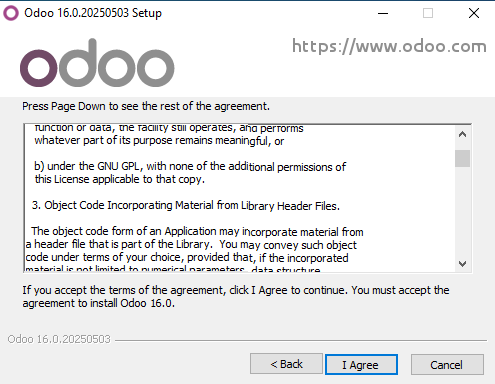 Odoo 16.0.20250503 Setup
odoo
https://www.odoo.com
Press Page Down to see the rest of the agreement.
function or data, the facility still operates, and performs
whatever part of its purpose remains meaningful, or
b) under the GNU GPL, with none of the additional permissions of
this License applicable to that copy.
3. Object Code Incorporating Material from Library Header Files.
The object code form of an Application may incorporate material from
a header file that is part of the Library. You may convey such object
code under terms of your choice, provided that, if the incorporated
material is not limited to numerical parameters, data structure
If you accept the terms of the agreement, click I Agree to continue. You must accept the
agreement to install Odoo 16.0.
Odoo 16.0.20250503
< Back
I Agree
Cancel